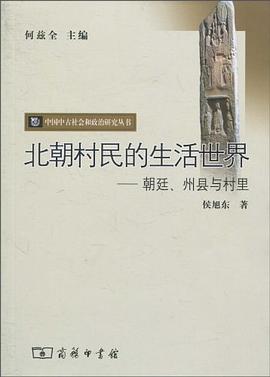 何兹全 主编
中国中古社会和政治研究丛书
北朝村民的生活世界
——朝廷、州县与村里
侯旭东 著
商务印书馆